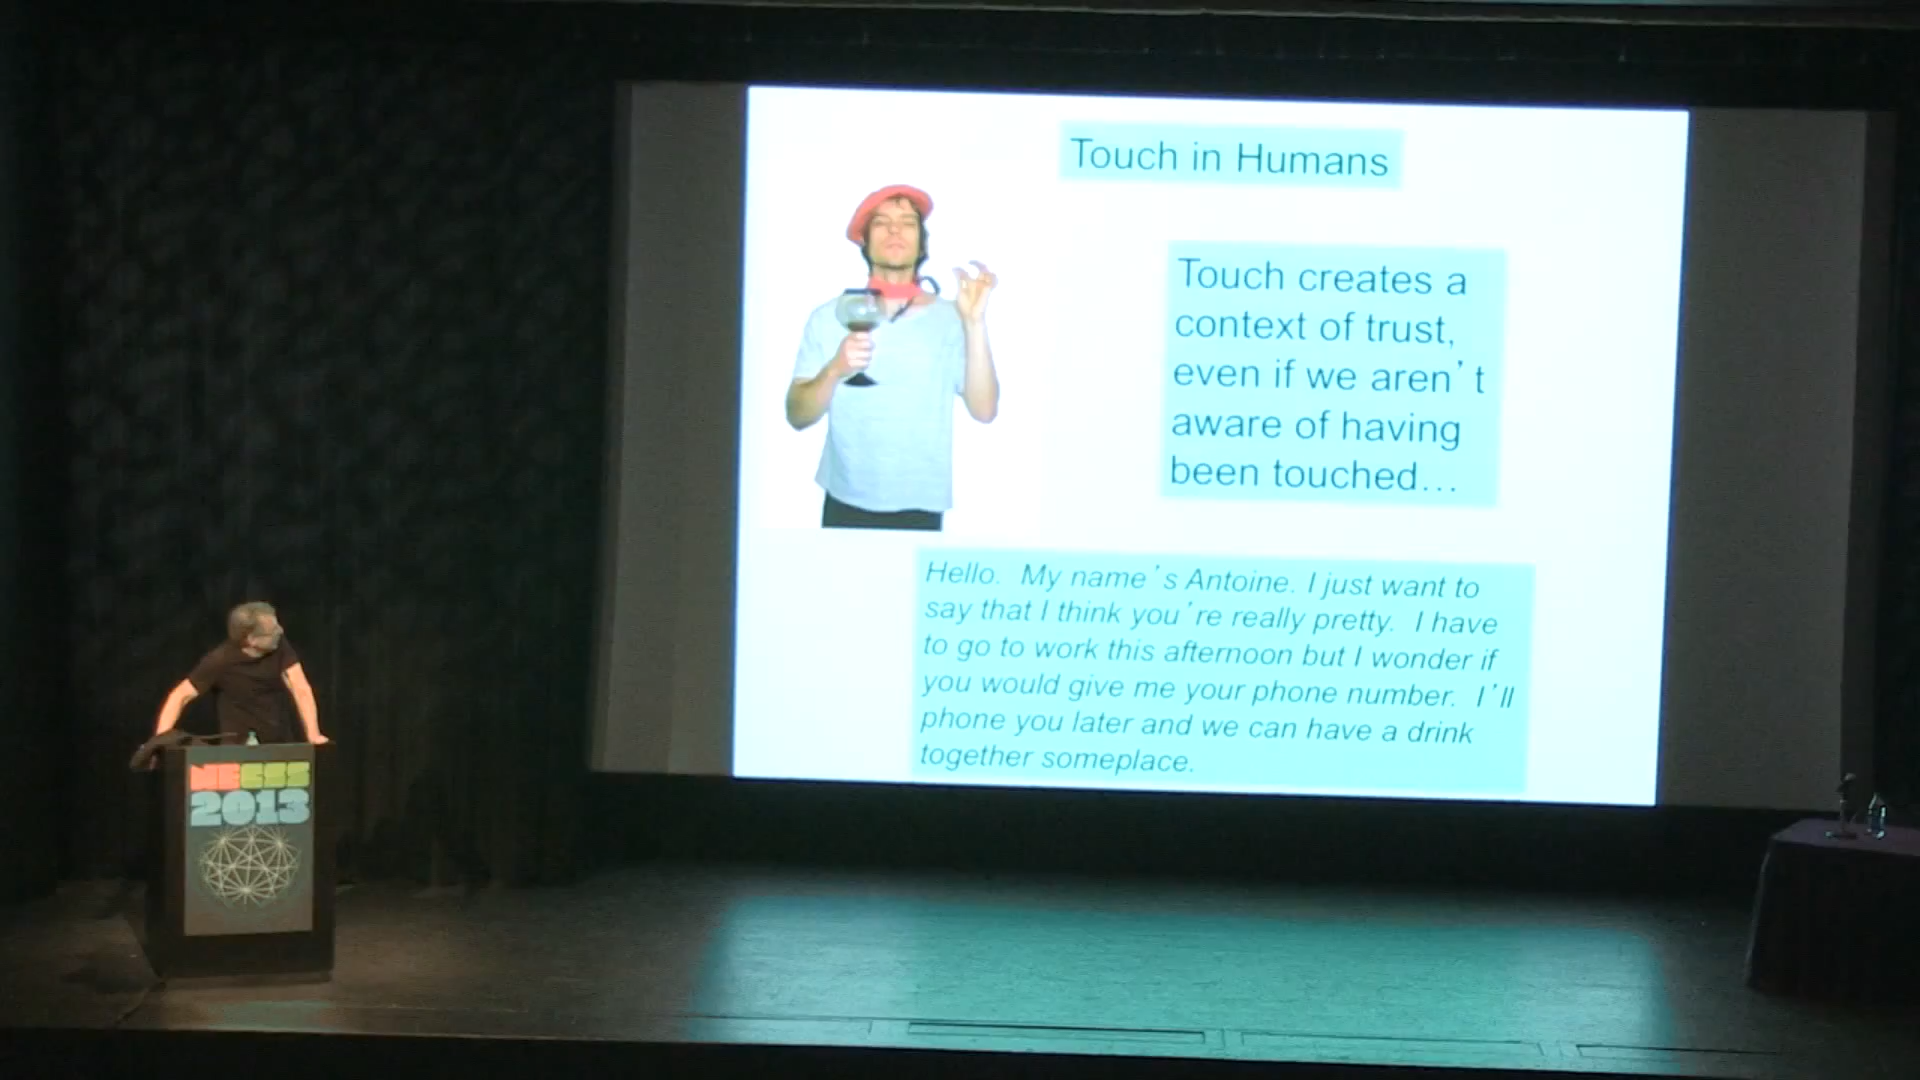 Touch in Humans
Touch creates a
context of trust,
even if we aren't
aware of having
been touched...
Hello. My name's Antoine. I just want to
say that I think you're really pretty. I have
to go to work this afternoon but I wonder if
you would give me your phone number. I'll
phone you later and we can have a drink
together someplace.
NECSS
2013